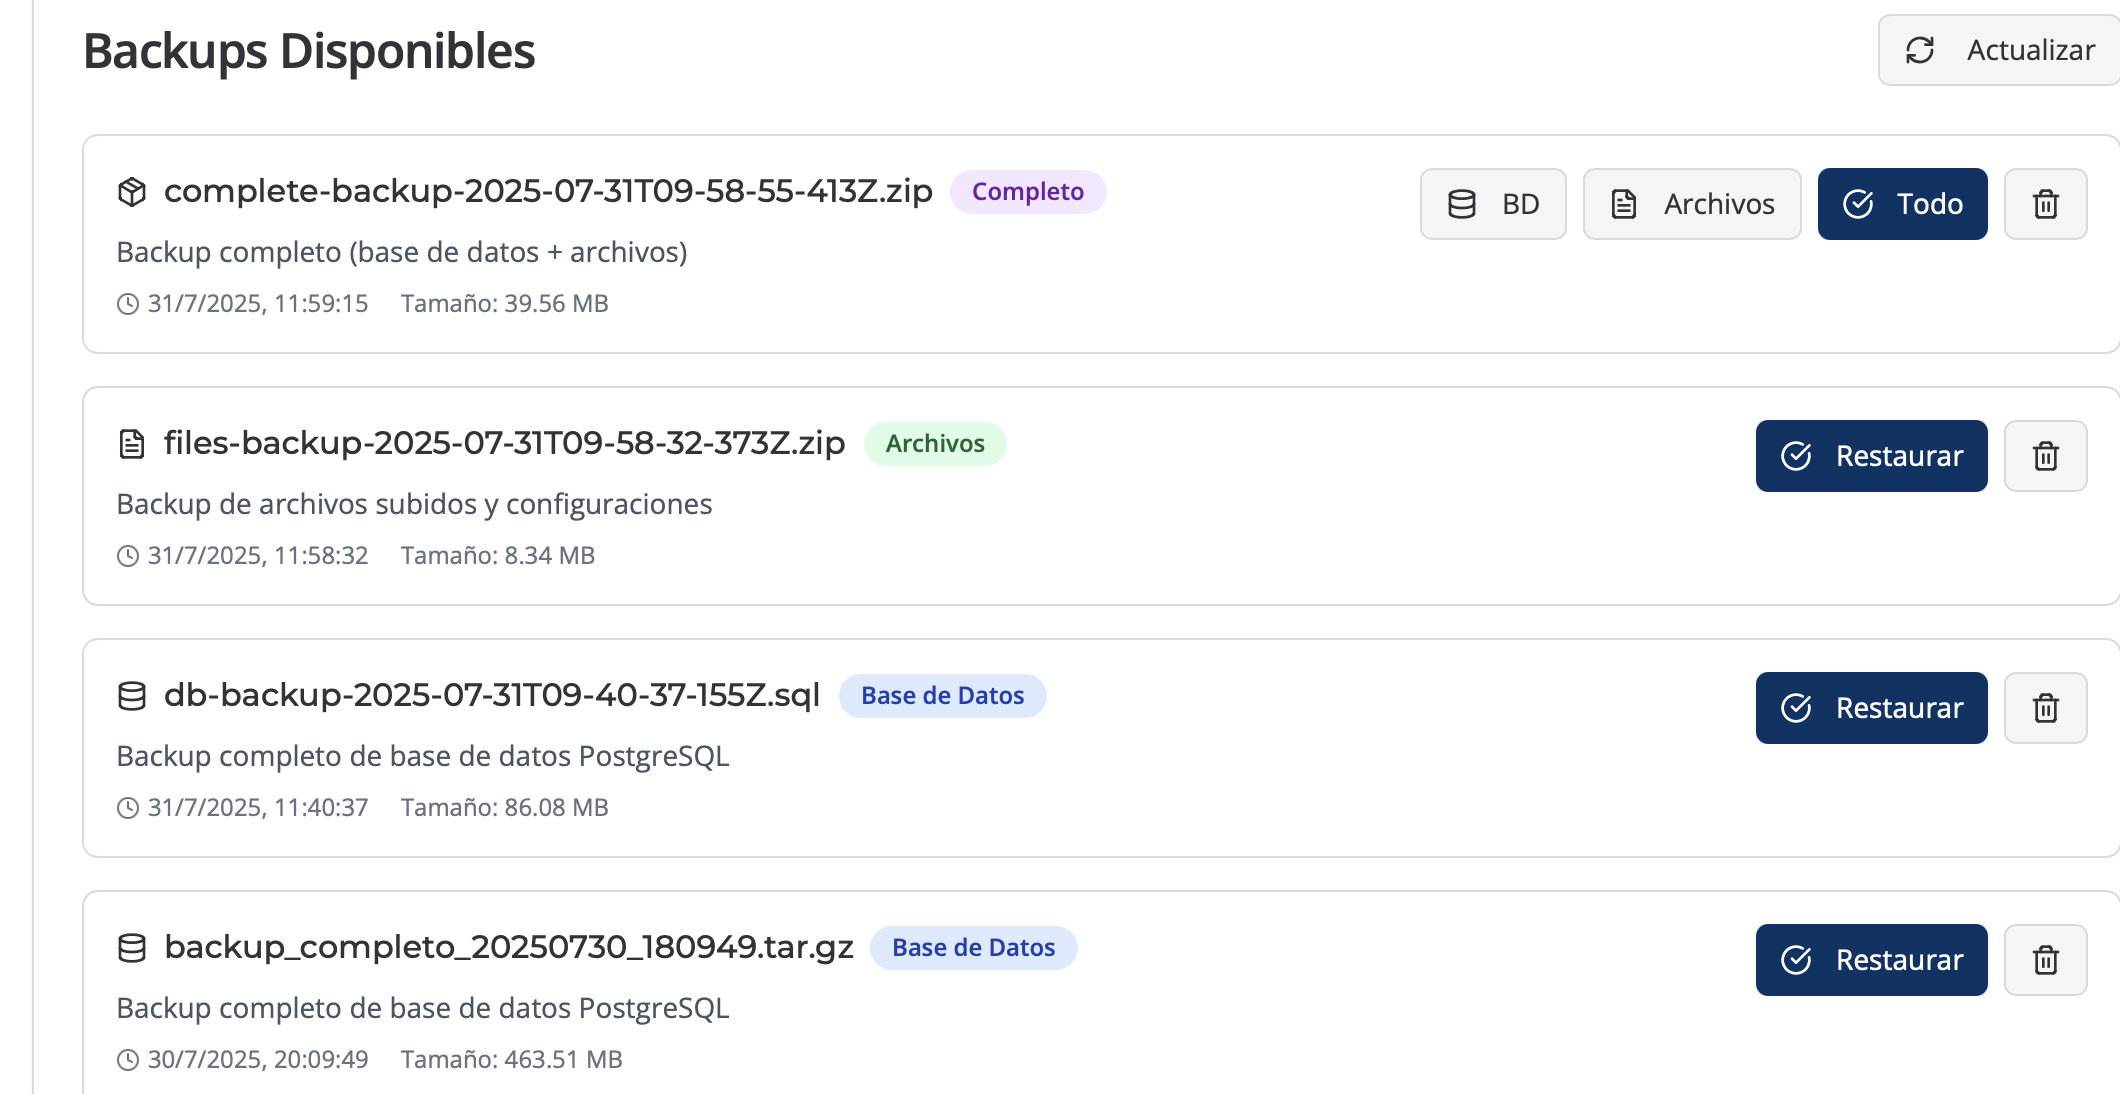 Backups Disponibles
Actualizar
complete-backup-2025-07-31T09-58-55-413Z.zip Completo
BD Archivos Todo
Backup completo (base de datos + archivos)
31/7/2025, 11:59:15 Tamaño: 39.56 MB
files-backup-2025-07-31T09-58-32-373Z.zip Archivos
Restaurar
Backup de archivos subidos y configuraciones
31/7/2025, 11:58:32 Tamaño: 8.34 MB
db-backup-2025-07-31T09-40-37-155Z.sql Base de Datos
Restaurar
Backup completo de base de datos PostgreSQL
31/7/2025, 11:40:37 Tamaño: 86.08 MB
backup_completo_20250730_180949.tar.gz Base de Datos
Restaurar
Backup completo de base de datos PostgreSQL
30/7/2025, 20:09:49 Tamaño: 463.51 MB